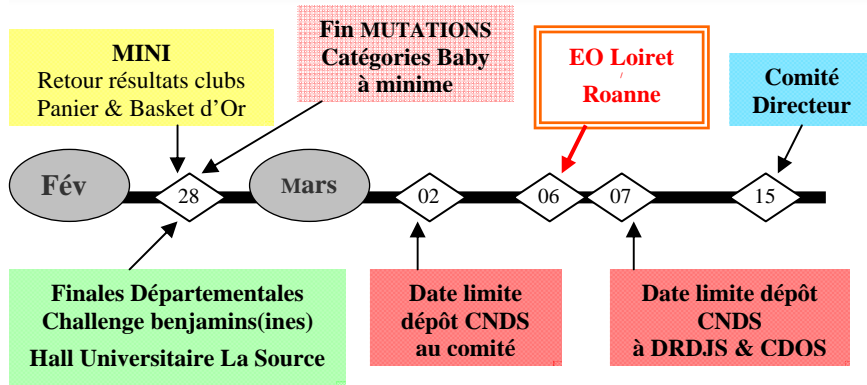 MINI
Retour résultats clubs
Panier & Basket d'Or
Fin MUTATIONS
Catégories Baby
à minime
EO Loiret
/
Roanne
Comité
Directeur
Fév
28
Mars
02
06
07
15
Finales Départementales
Challenge benjamins(ines)
Hall Universitaire La Source
Date limite
dépôt CNDS
au comité
Date limite dépôt
CNDS
à DRDJS & CDOS